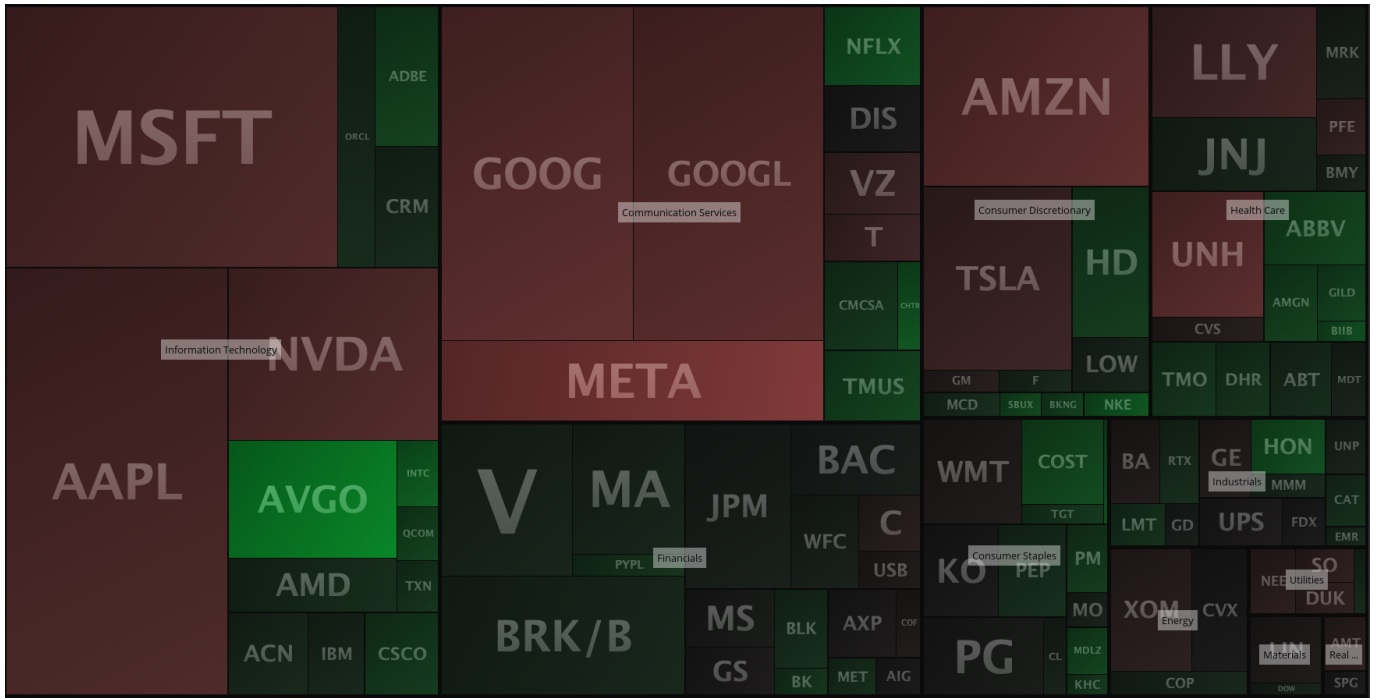 MSFT
ORCL
ADBE
CRM
Information Technology
AAPL
NVDA
AVGO
INTC
QCOM
AMD
TXN
ACN
IBM
CSCO
GOOG
GOOGL
Communication Services
META
NFLX
DIS
VZ
T
CMCSA
CHTR
TMUS
V
MA
PYPL
BRK/B
Financials
JPM
BAC
WFC
C
USB
MS
GS
BLK
BK
AXP
COF
MET
AIG
AMZN
Consumer Discretionary
TSLA
HD
LOW
GM
F
MCD
SBUX
BKNG
NKE
LLY
MRK
PFE
JNJ
BMY
Health Care
UNH
ABBV
AMGN
GILD
BIIB
CVS
TMO
DHR
ABT
MDT
WMT
COST
TGT
Consumer Staples
KO
PEP
PM
MO
PG
CL
MDLZ
KHC
BA
RTX
GE
HON
UNP
Industrials
MMM
CAT
LMT
GD
UPS
FDX
EMR
XOM
CVX
Energy
COP
NEE
SO
Utilities
DUK
LIN
Materials
DOW
AMT
Real ...
SPG